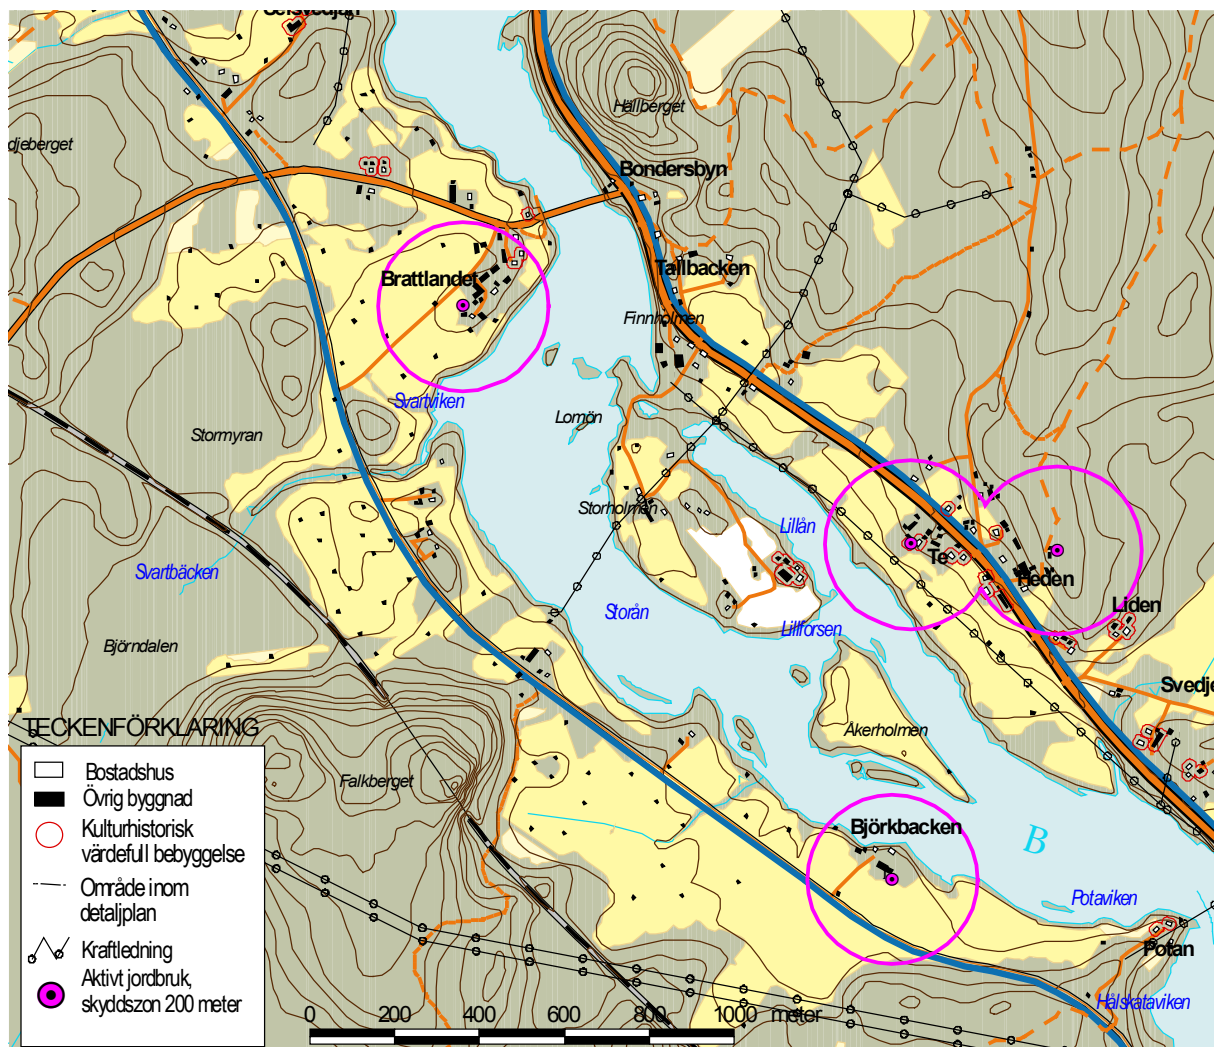 Hällberget
djeberget
Bondersbyn
Tallbacken
Brattlandet
Finnholmen
Svartviken
Lomön
Stormyran
Storholmen
Lillån
Te
Heden
Svartbäcken
Liden
Storån
Lillforsen
Björndalen
Svedje
TECKENFÖRKLARING
Åkerholmen
Bostadshus
Falkberget
Övrig byggnad
Kulturhistorisk
värdefull bebyggelse
Björkbacken
B
Område inom
detaljplan
Potaviken
Kraftledning
Potan
Aktivt jordbruk,
skyddszon 200 meter
Hålskataviken
0 200 400 600 800 1000 meter